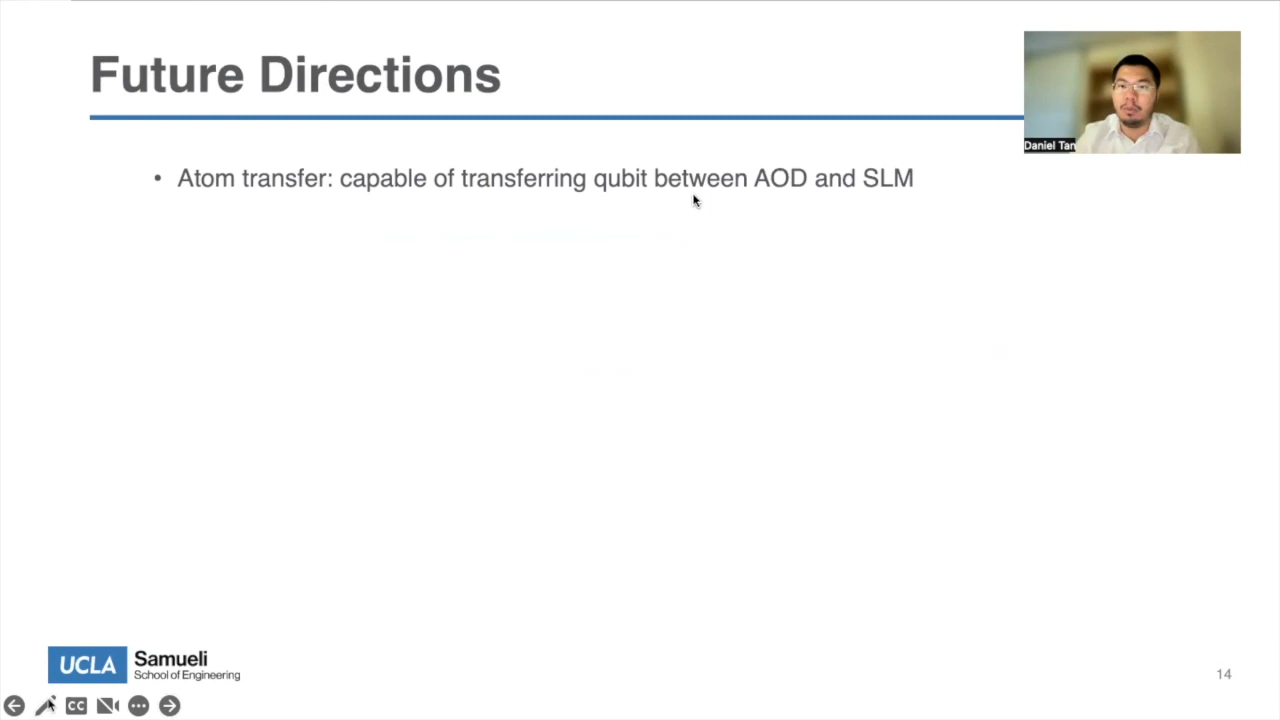 Future Directions
Daniel Tan
• Atom transfer: capable of transferring qubit between AOD and SLM
UCLA Samueli
School of Engineering
14
CC